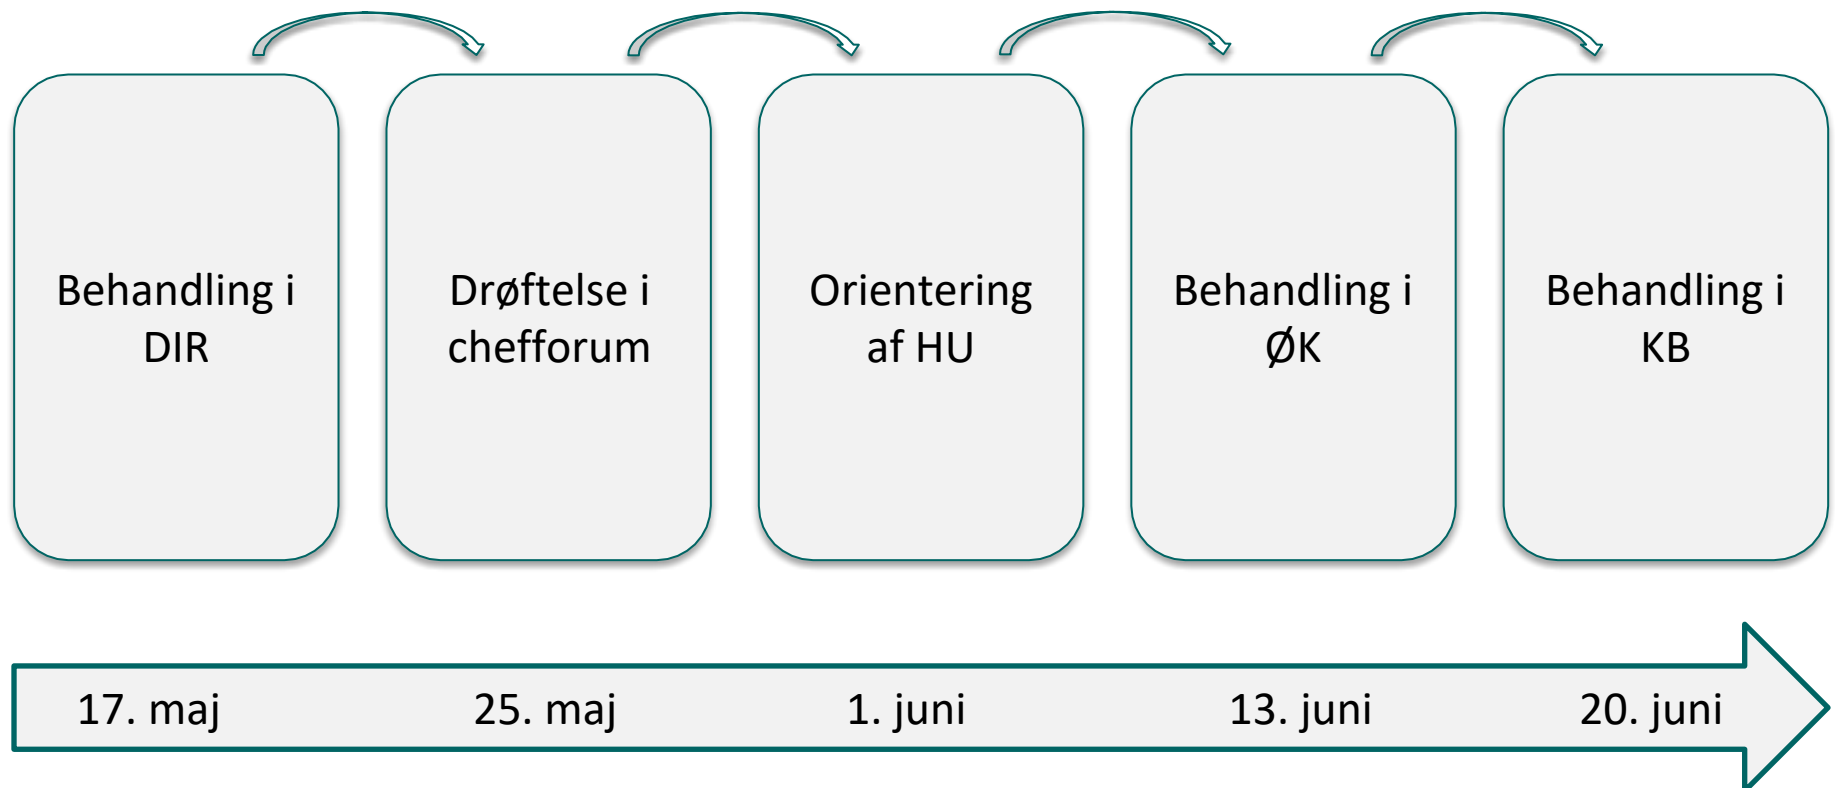 Behandling i
DIR
Drøftelse i
chefforum
Orientering
af HU
Behandling i
ØK
Behandling i
KB
17. maj
25. maj
1. juni
13. juni
20. juni